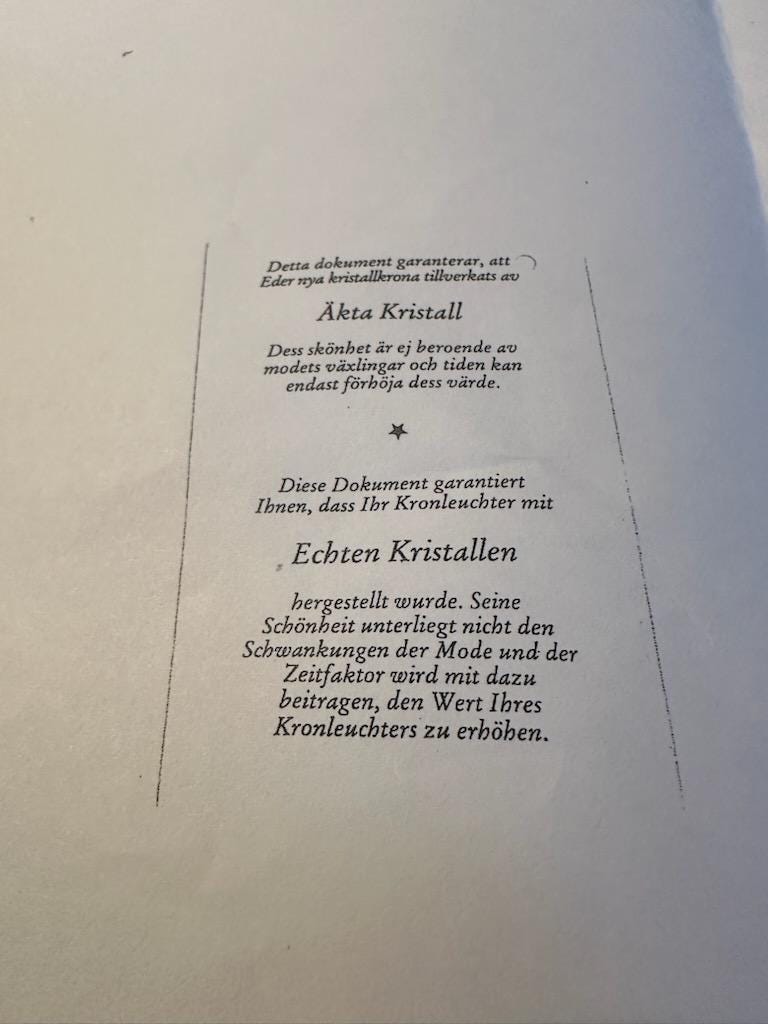 Detta dokument garanterar, att
Eder nya kristallkrona tillverkats av
Äkta Kristall
Dess skönhet är ej beroende av
modets växlingar och tiden kan
endast förhöja dess värde.
Diese Dokument garantiert
Ihnen, dass Ihr Kronleuchter mit
Echten Kristallen
hergestellt wurde. Seine
Schönheit unterliegt nicht den
Schwankungen der Mode und der
Zeitfaktor wird mit dazu
beitragen, den Wert Ihres
Kronleuchters zu erhöhen.